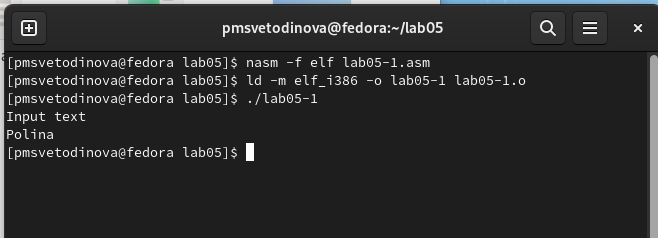 pmsvetodinova@fedora:~/lab05
[pmsvetodinova@fedora lab05]$ nasm -f elf lab05-1.asm
[pmsvetodinova@fedora lab05]$ ld -m elf_i386 -o lab05-1 lab05-1.o
[pmsvetodinova@fedora lab05]$ ./lab05-1
Input text
Polina
[pmsvetodinova@fedora lab05]$